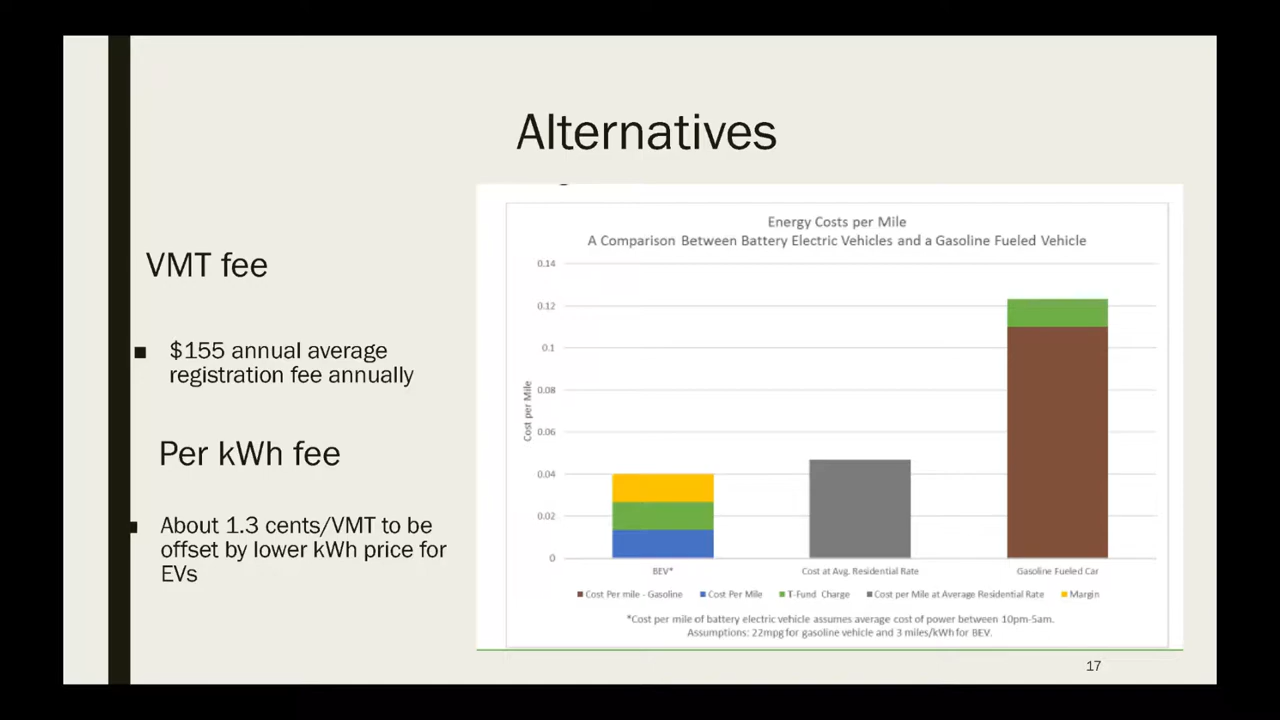 Alternatives
VMT fee
■ $155 annual average
registration fee annually
Per kWh fee
■ About 1.3 cents/VMT to be
offset by lower kWh price for
EVs
Energy Costs per Mile
A Comparison Between Battery Electric Vehicles and a Gasoline Fueled Vehicle
Cost per Mile
0.14
0.12
0.1
0.08
0.06
0.04
0.02
0
BEV* Cost at Avg. Residential Rate Gasoline Fueled Car
Cost Per mile - Gasoline Cost Per Mile T-Fund Charge Cost per Mile at Average Residential Rate Margin
*Cost per mile of battery electric vehicle assumes average cost of power between 10pm-5am.
Assumptions: 22mpg for gasoline vehicle and 3 miles/kWh for BEV.
17